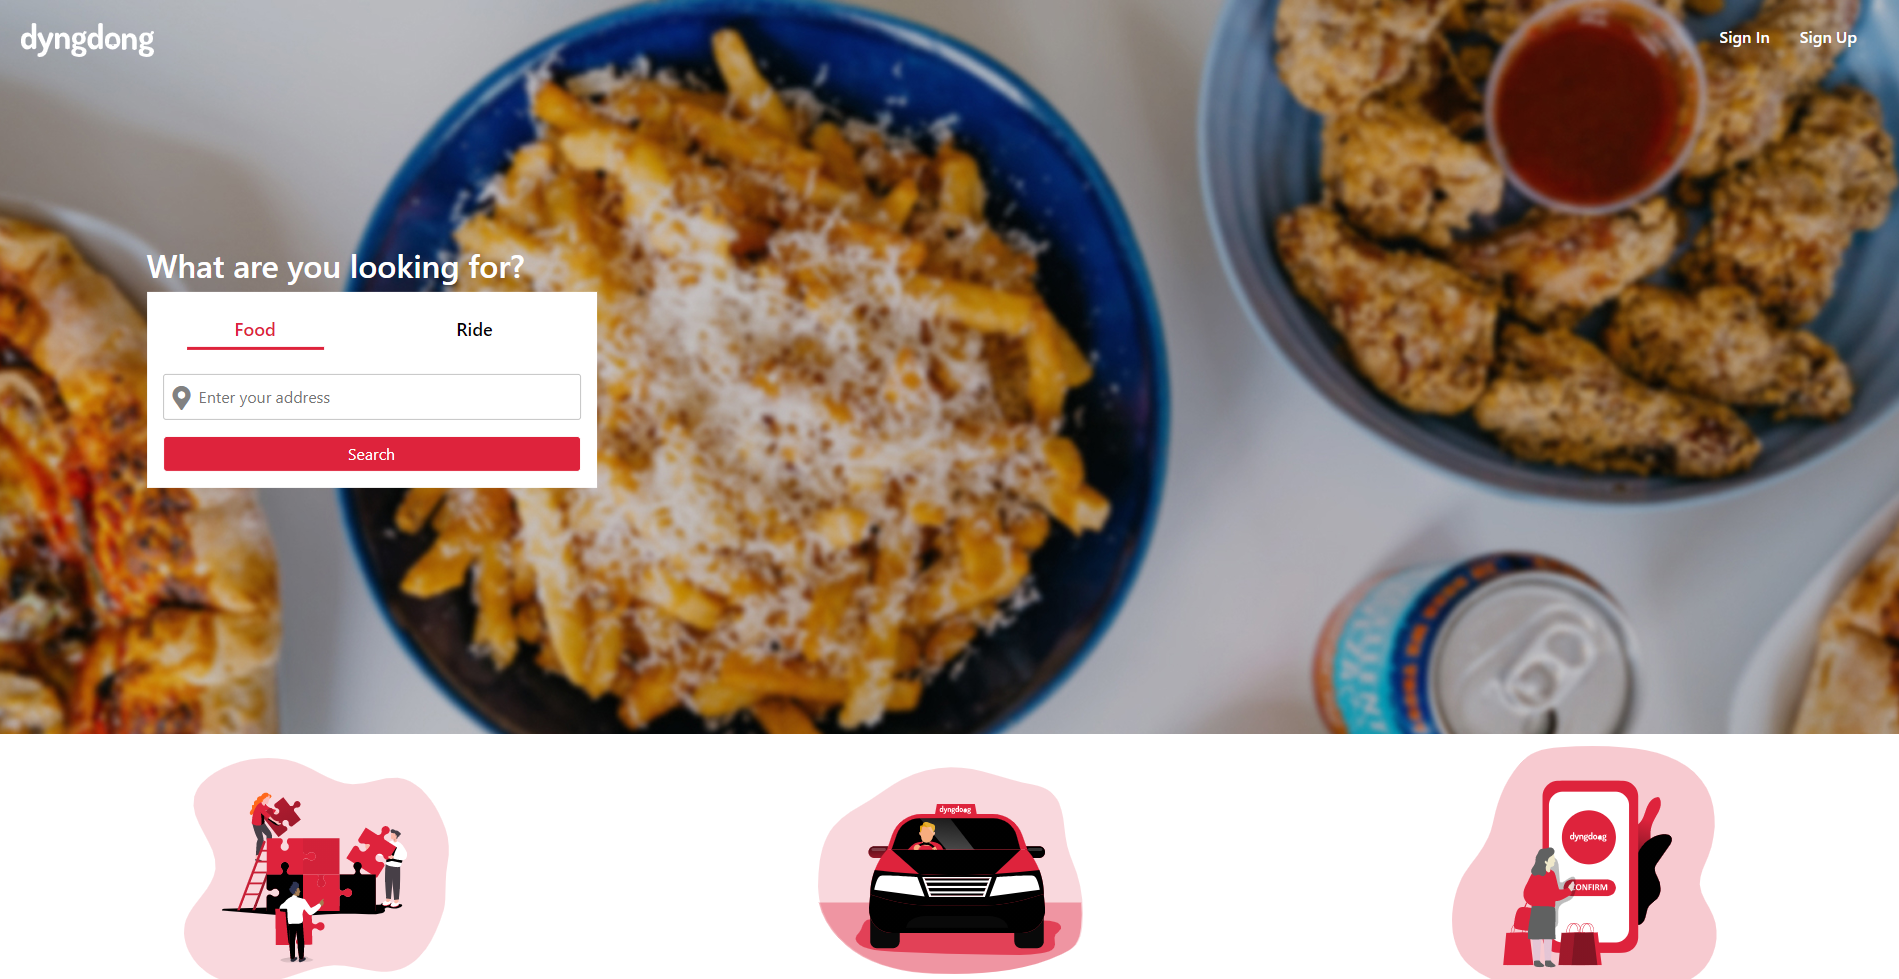 dyngdong
Sign In
Sign Up
What are you looking for?
Food
Ride
Enter your address
Search
dyngdong
dyngdong
CONFIRM